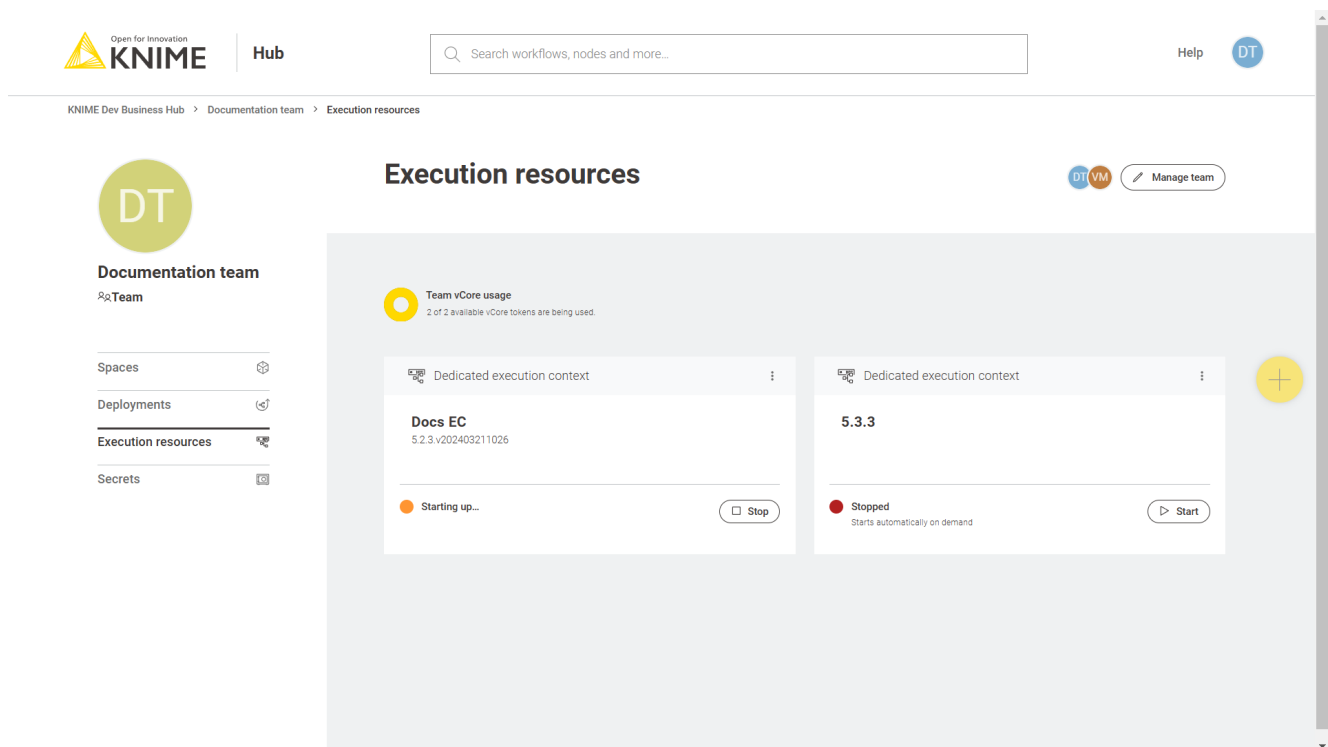 Open for Innovation
KNIME
Hub
Search workflows, nodes and more...
Help
DT
KNIME Dev Business Hub > Documentation team > Execution resources
DT
Documentation team
Team
Spaces
Deployments
Execution resources
Secrets
Execution resources
DT VM
Manage team
Team vCore usage
2 of 2 available vCore tokens are being used.
Dedicated execution context
Docs EC
5.2.3.v202403211026
Starting up...
Stop
Dedicated execution context
5.3.3
Stopped
Starts automatically on demand
Start